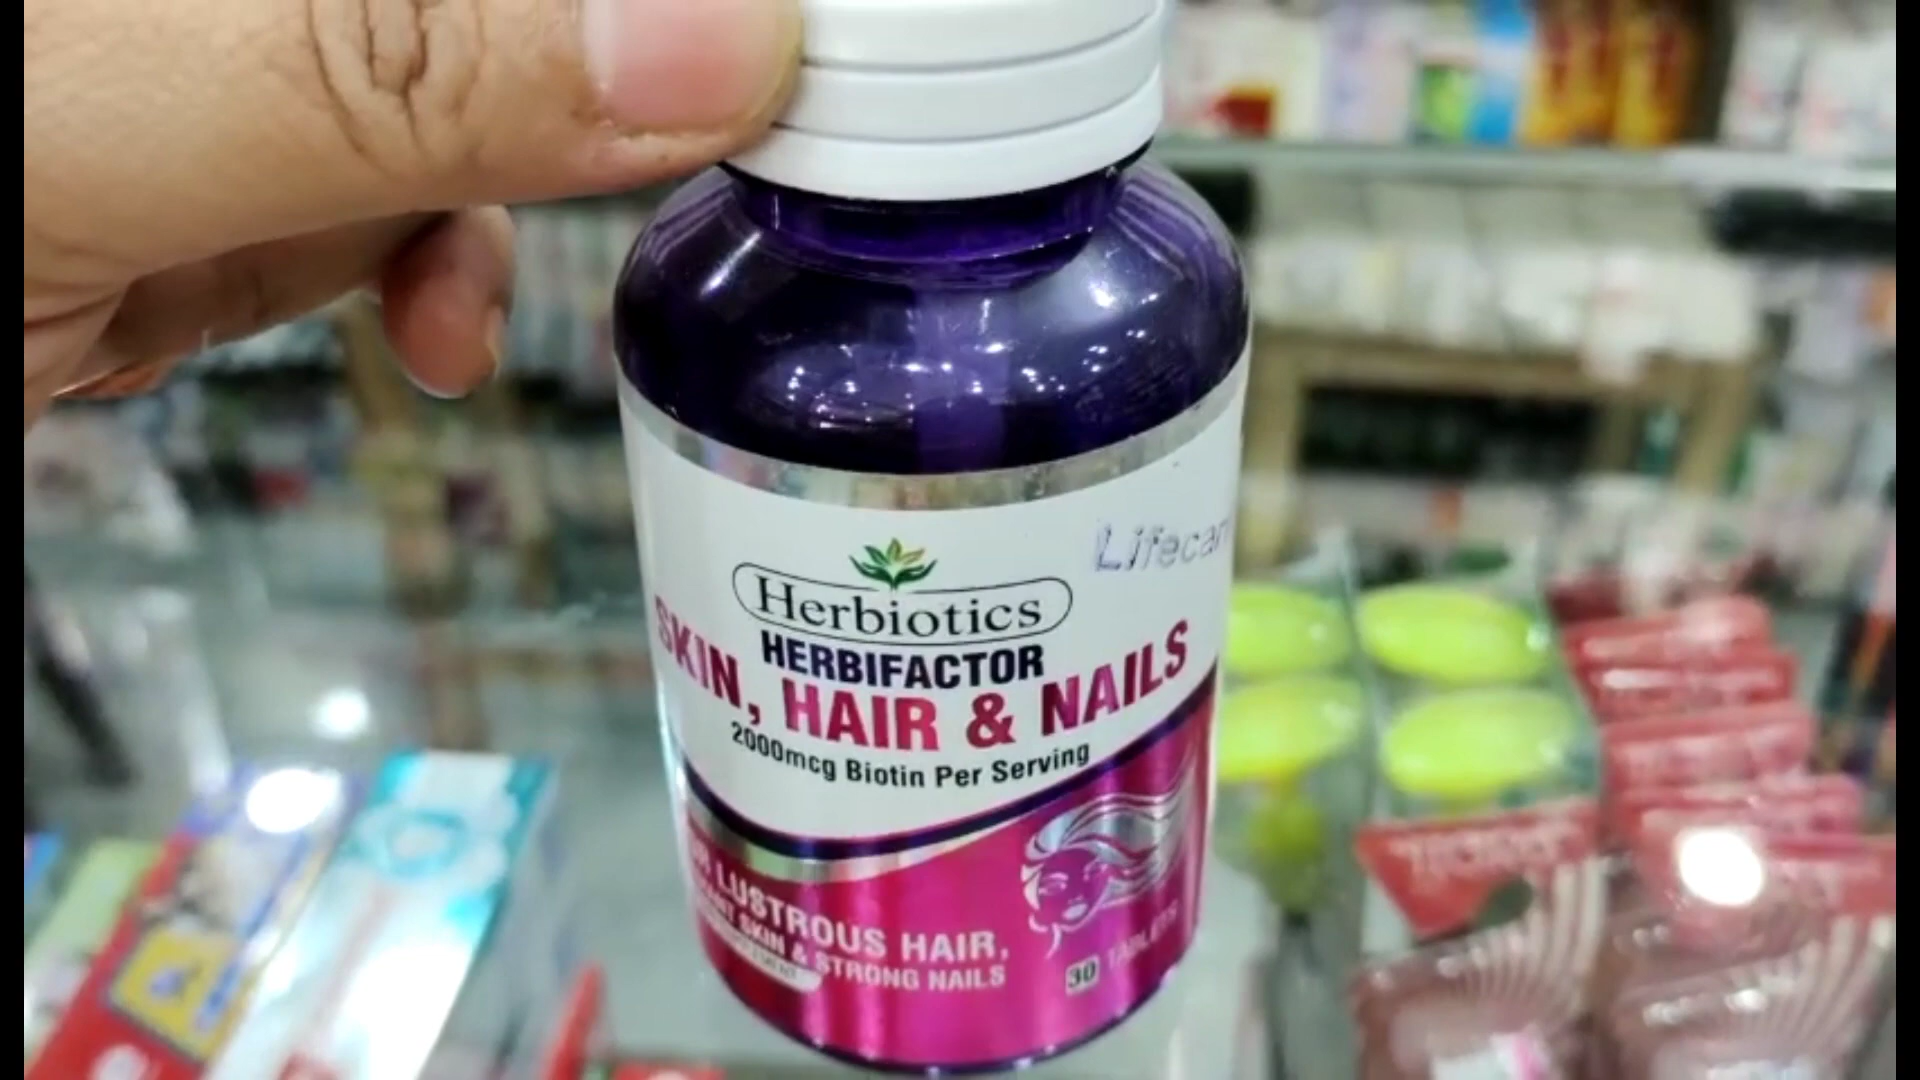 Lifecar
Herbiotics
HERBIFACTOR
SKIN, HAIR & NAILS
2000mcg Biotin Per Serving
LUSTROUS HAIR,
SKIN & STRONG NAILS
30 TABLETS